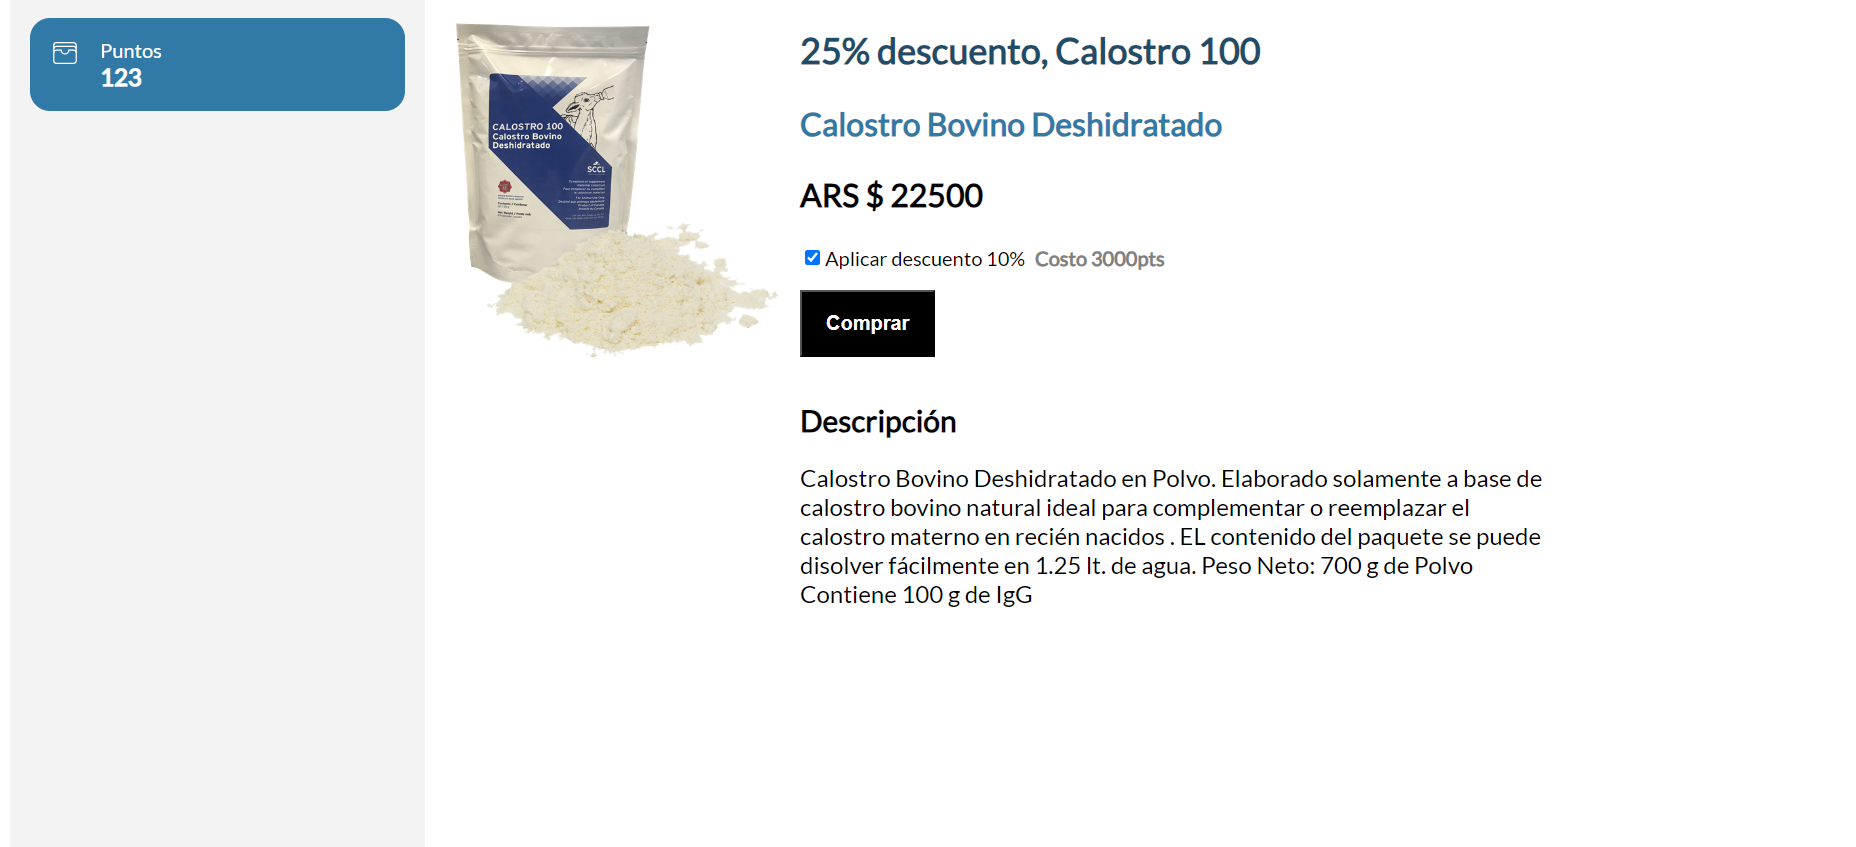 Puntos
123
CALOSTRO 100
Calostro Bovino
Deshidratado
SCCL
25% descuento, Calostro 100
Calostro Bovino Deshidratado
ARS $ 22500
Aplicar descuento 10% Costo 3000pts
Comprar
Descripción
Calostro Bovino Deshidratado en Polvo. Elaborado solamente a base de
calostro bovino natural ideal para complementar o reemplazar el
calostro materno en recién nacidos . EL contenido del paquete se puede
disolver fácilmente en 1.25 lt. de agua. Peso Neto: 700 g de Polvo
Contiene 100 g de IgG